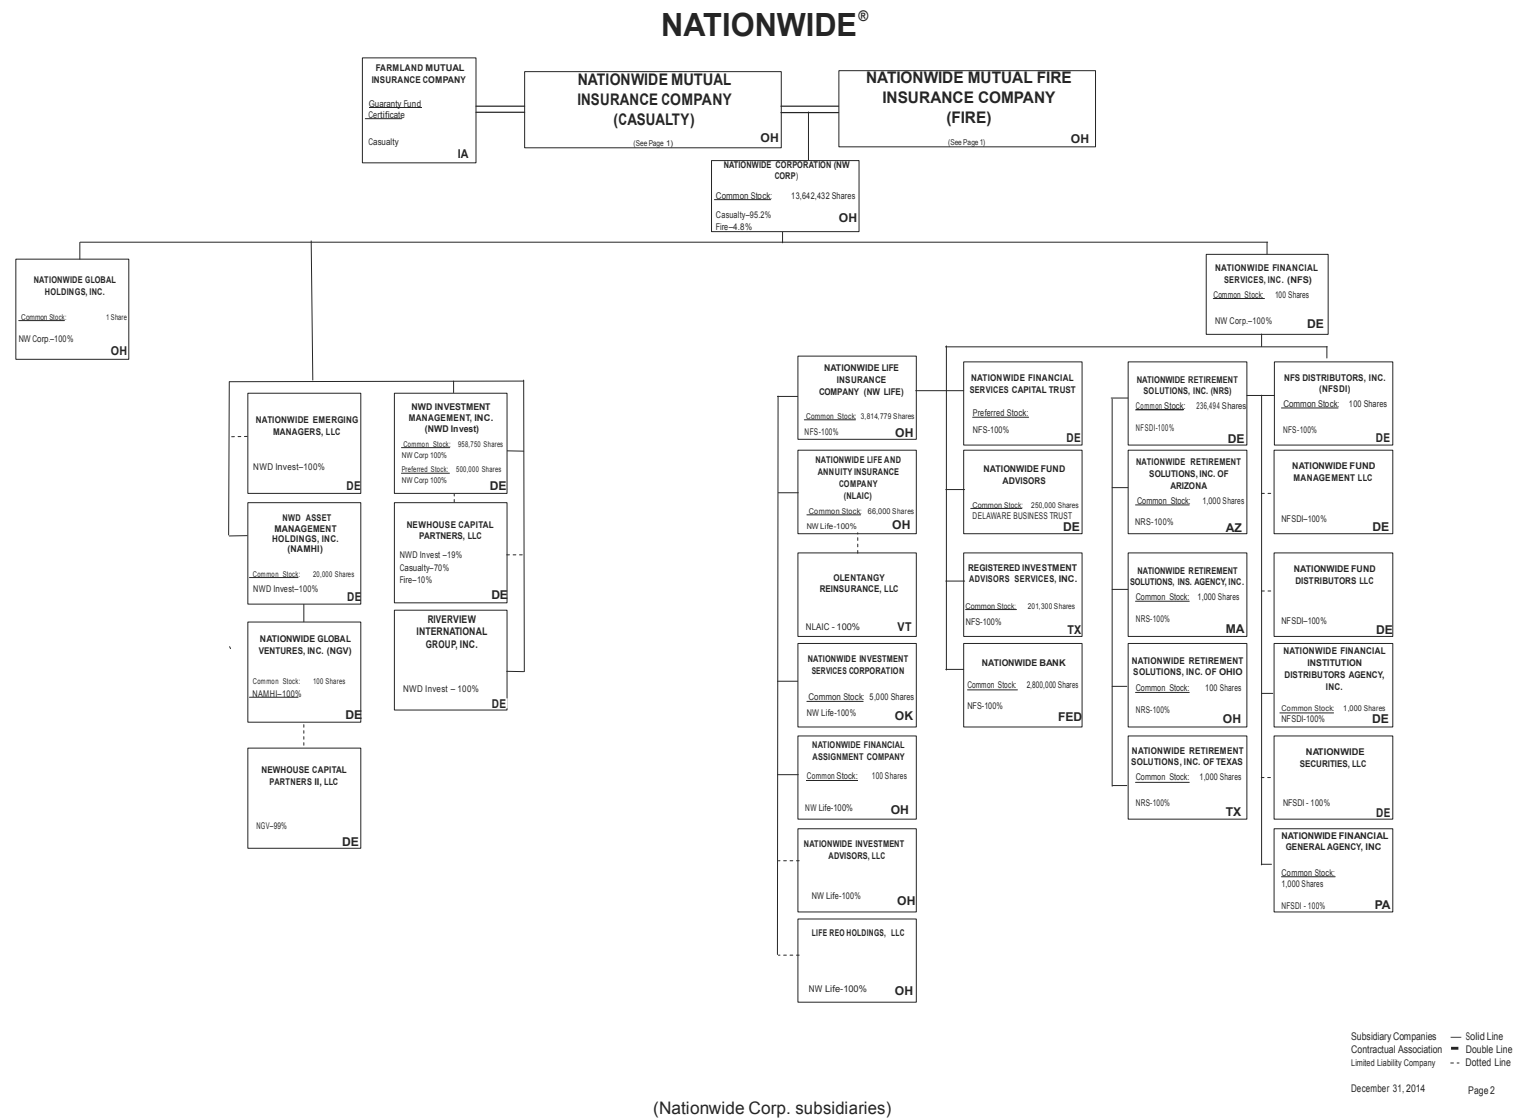 NATIONWIDE®
FARMLAND MUTUAL
INSURANCE COMPANY
Guaranty Fund
Certificate
Casualty
IA
NATIONWIDE MUTUAL
INSURANCE COMPANY
(CASUALTY)
(See Page 1)
OH
NATIONWIDE MUTUAL FIRE
INSURANCE COMPANY
(FIRE)
(See Page 1)
OH
NATIONWIDE CORPORATION (NW
CORP)
Common Stock: 13,642,432 Shares
Casualty–95.2%
Fire–4.8%
OH
NATIONWIDE GLOBAL
HOLDINGS, INC.
Common Stock: 1 Share
NW Corp.–100%
OH
NATIONWIDE FINANCIAL
SERVICES, INC. (NFS)
Common Stock: 100 Shares
NW Corp.–100%
DE
NATIONWIDE EMERGING
MANAGERS, LLC
NWD Invest–100%
DE
NWD ASSET
MANAGEMENT
HOLDINGS, INC.
(NAMHI)
Common Stock: 20,000 Shares
NWD Invest–100%
DE
NATIONWIDE GLOBAL
VENTURES, INC. (NGV)
Common Stock: 100 Shares
NAMHI–100%
DE
NEWHOUSE CAPITAL
PARTNERS II, LLC
NGV–99%
DE
NWD INVESTMENT
MANAGEMENT, INC.
(NWD Invest)
Common Stock: 958,750 Shares
NW Corp 100%
Preferred Stock: 500,000 Shares
NW Corp 100%
DE
NEWHOUSE CAPITAL
PARTNERS, LLC
NWD Invest –19%
Casualty–70%
Fire–10%
DE
RIVERVIEW
INTERNATIONAL
GROUP, INC.
NWD Invest – 100%
DE
NATIONWIDE LIFE
INSURANCE
COMPANY (NW LIFE)
Common Stock: 3,814,779 Shares
NFS-100%
OH
NATIONWIDE LIFE AND
ANNUITY INSURANCE
COMPANY
(NLAIC)
Common Stock: 66,000 Shares
NW Life-100%
OH
OLENTANGY
REINSURANCE, LLC
NLAIC - 100%
VT
NATIONWIDE INVESTMENT
SERVICES CORPORATION
Common Stock: 5,000 Shares
NW Life-100%
OK
NATIONWIDE FINANCIAL
ASSIGNMENT COMPANY
Common Stock: 100 Shares
NW Life-100%
OH
NATIONWIDE INVESTMENT
ADVISORS, LLC
NW Life-100%
OH
LIFE REO HOLDINGS, LLC
NW Life-100%
OH
NATIONWIDE FINANCIAL
SERVICES CAPITAL TRUST
Preferred Stock:
NFS-100%
DE
NATIONWIDE FUND
ADVISORS
Common Stock: 250,000 Shares
DELAWARE BUSINESS TRUST
DE
REGISTERED INVESTMENT
ADVISORS SERVICES, INC.
Common Stock: 201,300 Shares
NFS-100%
TX
NATIONWIDE BANK
Common Stock: 2,800,000 Shares
NFS-100%
FED
NATIONWIDE RETIREMENT
SOLUTIONS, INC. (NRS)
Common Stock: 236,494 Shares
NFSDI-100%
DE
NATIONWIDE RETIREMENT
SOLUTIONS, INC. OF
ARIZONA
Common Stock: 1,000 Shares
NRS-100%
AZ
NATIONWIDE RETIREMENT
SOLUTIONS, INS. AGENCY, INC.
Common Stock: 1,000 Shares
NRS-100%
MA
NATIONWIDE RETIREMENT
SOLUTIONS, INC. OF OHIO
Common Stock: 100 Shares
NRS-100%
OH
NATIONWIDE RETIREMENT
SOLUTIONS, INC. OF TEXAS
Common Stock: 1,000 Shares
NRS-100%
TX
NFS DISTRIBUTORS, INC.
(NFSDI)
Common Stock: 100 Shares
NFS-100%
DE
NATIONWIDE FUND
MANAGEMENT LLC
NFSDI–100%
DE
NATIONWIDE FUND
DISTRIBUTORS LLC
NFSDI–100%
DE
NATIONWIDE FINANCIAL
INSTITUTION
DISTRIBUTORS AGENCY,
INC.
Common Stock: 1,000 Shares
NFSDI-100%
DE
NATIONWIDE
SECURITIES, LLC
NFSDI - 100%
DE
NATIONWIDE FINANCIAL
GENERAL AGENCY, INC
Common Stock:
1,000 Shares
NFSDI - 100%
PA
Subsidiary Companies — Solid Line
Contractual Association Double Line
Limited Liability Company - - Dotted Line
December 31, 2014 Page 2
(Nationwide Corp. subsidiaries)